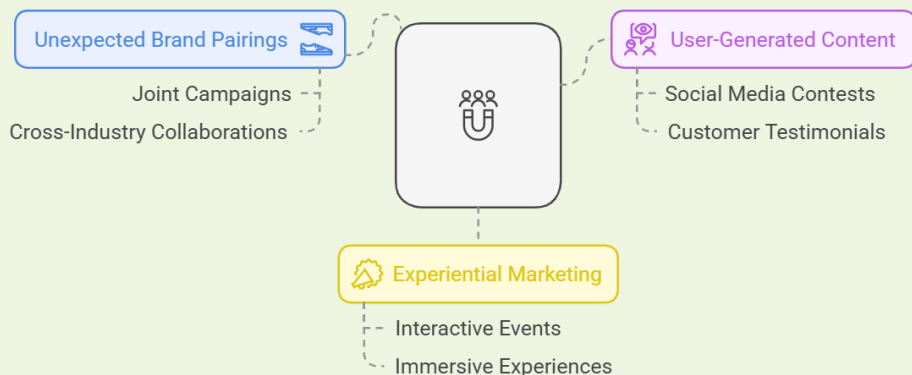 Unexpected Brand Pairings
Joint Campaigns
Cross-Industry Collaborations
User-Generated Content
Social Media Contests
Customer Testimonials
Experiential Marketing
Interactive Events
Immersive Experiences